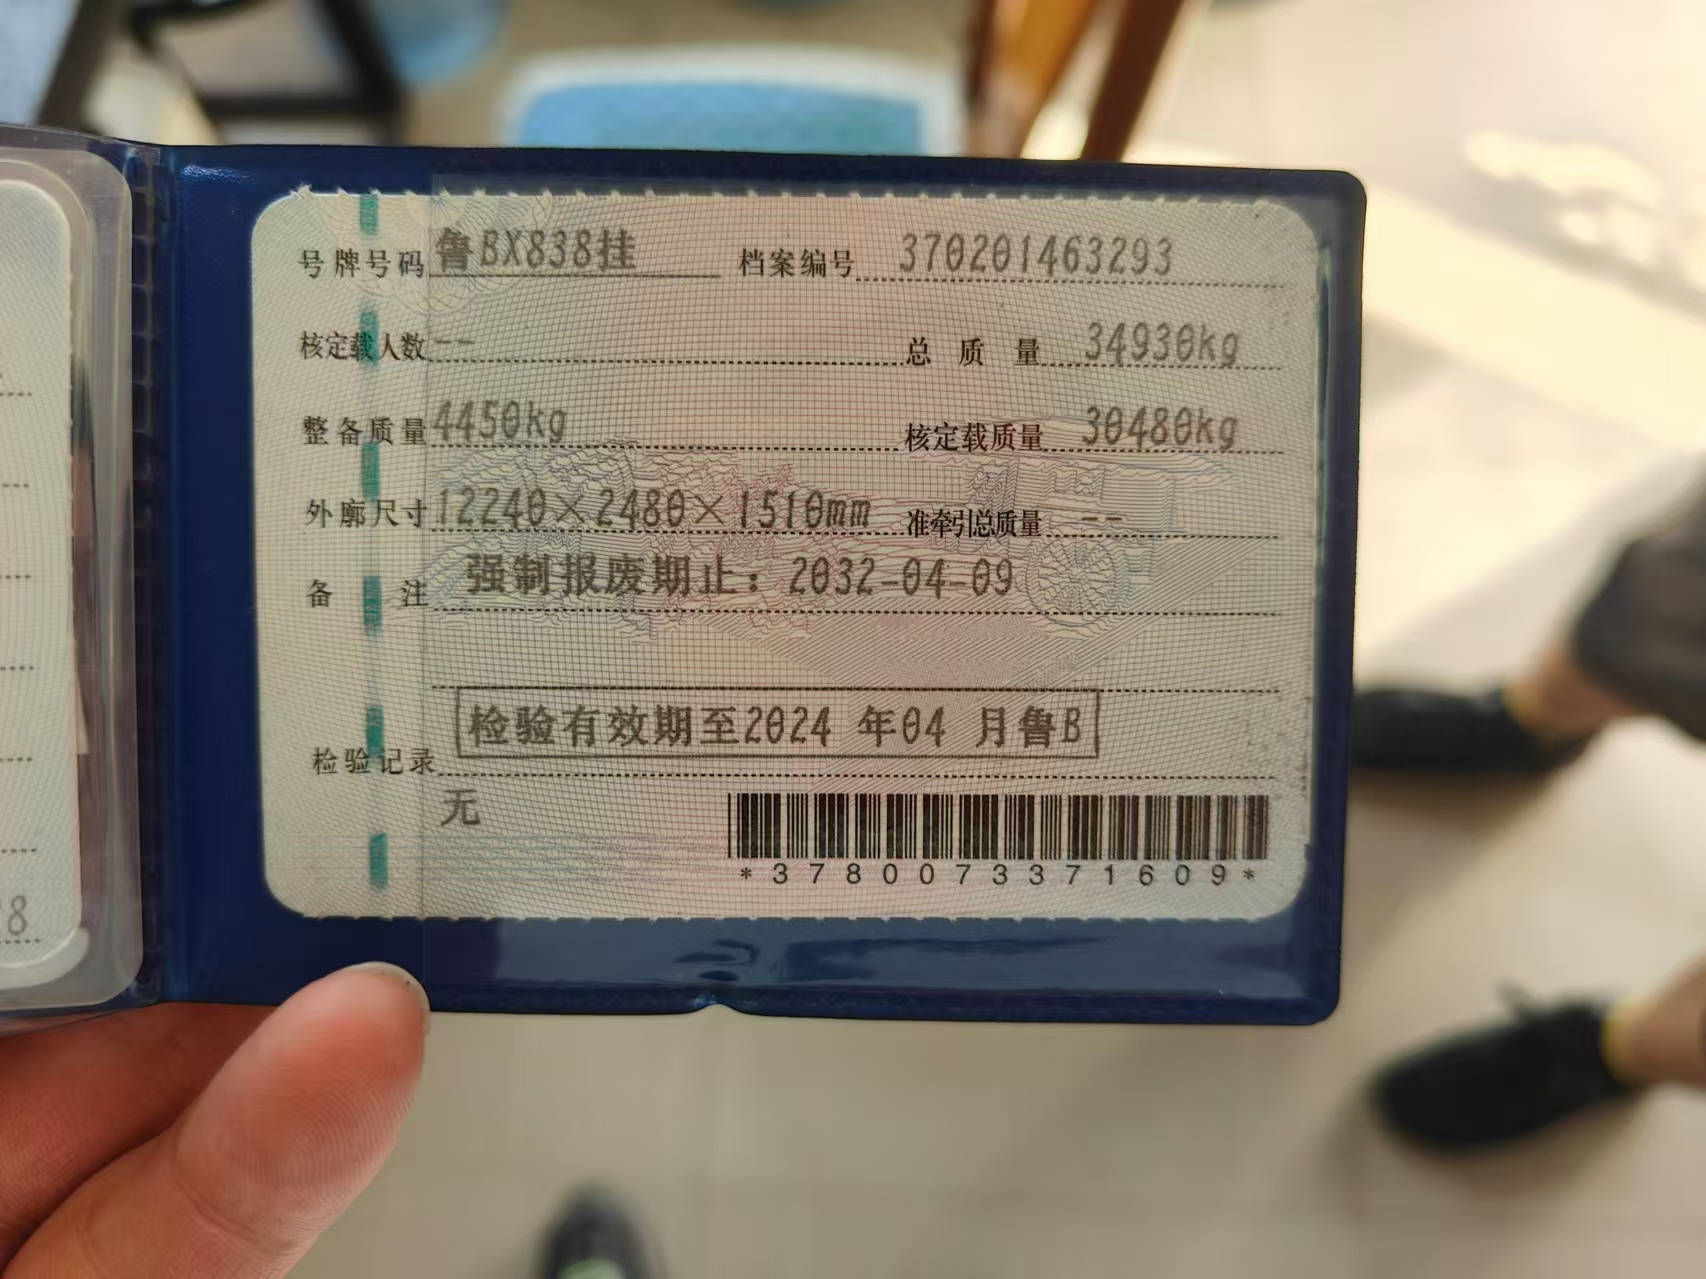 号牌号码 鲁BX838挂 档案编号 370201463293
核定载人数 -- 总质量 34930kg
整备质量 4450kg 核定载质量 30480kg
外廓尺寸 12240×2480×1510mm 准牵引总质量 --
备注 强制报废期止：2032-04-09
检验记录 检验有效期至2024 年04 月鲁B
无
*3780073371609*
8